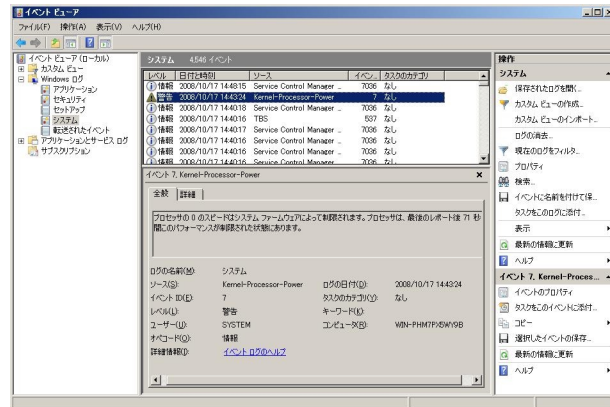 イベント ビューア
ファイル(F) 操作(A) 表示(V) ヘルプ(H)
イベント ビューア (ローカル)
カスタム ビュー
Windows ログ
アプリケーション
セキュリティ
セットアップ
システム
転送されたイベント
アプリケーションとサービス ログ
サブスクリプション
システム 4,546 イベント
レベル 日付と時刻 ソース イベン... タスクのカテゴリ
情報 2008/10/17 14:48:15 Service Control Manager ... 7036 なし
警告 2008/10/17 14:43:24 Kernel-Processor-Power 7 なし
情報 2008/10/17 14:40:18 Service Control Manager ... 7036 なし
情報 2008/10/17 14:40:16 TBS 537 なし
情報 2008/10/17 14:40:17 Service Control Manager ... 7036 なし
情報 2008/10/17 14:40:16 Service Control Manager ... 7036 なし
情報 2008/10/17 14:40:16 Service Control Manager ... 7036 なし
イベント 7, Kernel-Processor-Power
全般 詳細
プロセッサの 0 のスピードはシステム ファームウェアによって制限されます。プロセッサは、最後のレポート後 71 秒
間このパフォーマンスが制限された状態にあります。
ログの名前(M): システム
ソース(S): Kernel-Processor-Power ログの日付(D): 2008/10/17 14:43:24
イベント ID(E): 7 タスクのカテゴリ(Y): なし
レベル(L): 警告 キーワード(K):
ユーザー(U): SYSTEM コンピュータ(R): WIN-PHM7PX5WY9B
オペコード(O): 情報
詳細情報(I): イベント ログのヘルプ
操作
システム
保存されたログを開く(...
カスタム ビューの作成...
カスタム ビューのインポート...
ログの消去...
現在のログをフィルタ...
プロパティ
検索...
イベントに名前を付けて保...
タスクをこのログに添付...
表示
最新の情報に更新
ヘルプ
イベント 7, Kernel-Proces...
イベントのプロパティ
タスクをこのイベントに添付...
コピー
選択したイベントの保存...
最新の情報に更新
ヘルプ